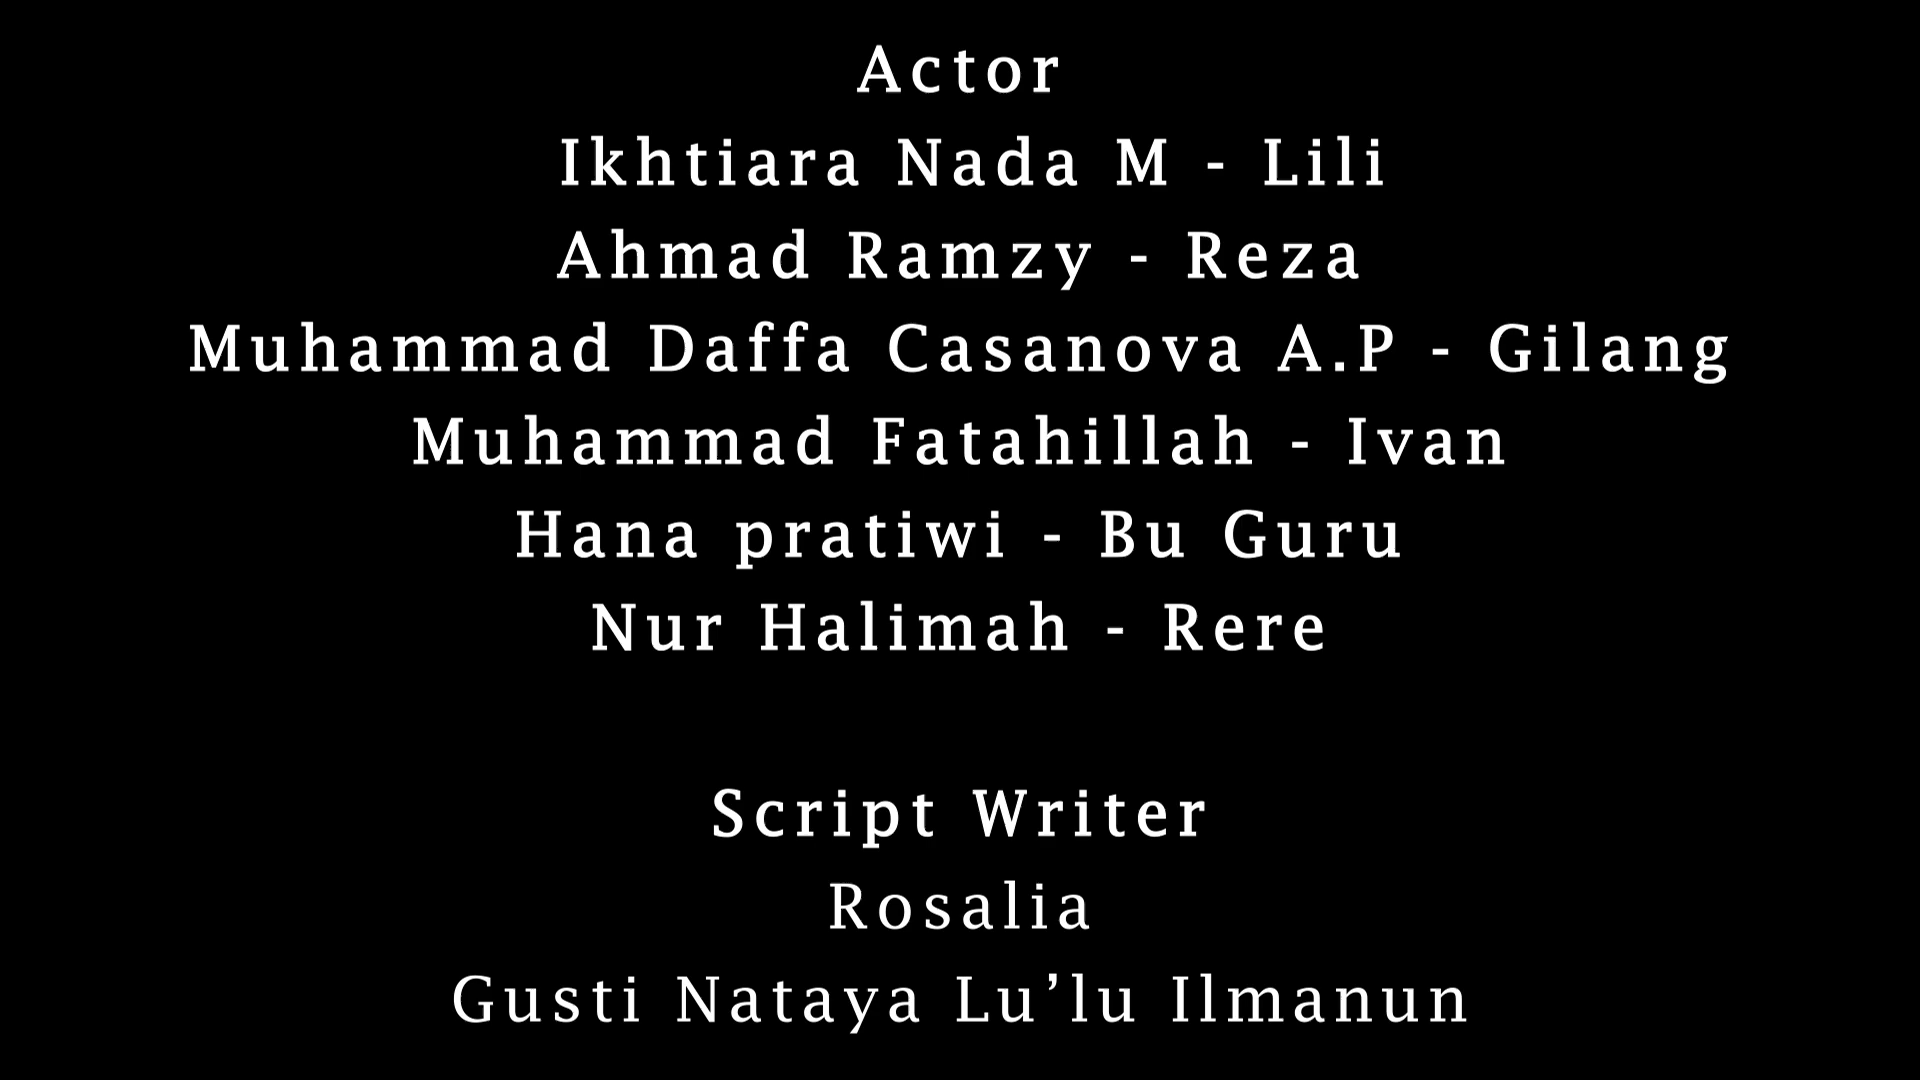 Actor
Ikhtiara Nada M - Lili
Ahmad Ramzy - Reza
Muhammad Daffa Casanova A.P - Gilang
Muhammad Fatahillah - Ivan
Hana pratiwi - Bu Guru
Nur Halimah - Rere
Script Writer
Rosalia
Gusti Nataya Lu’lu Ilmanun